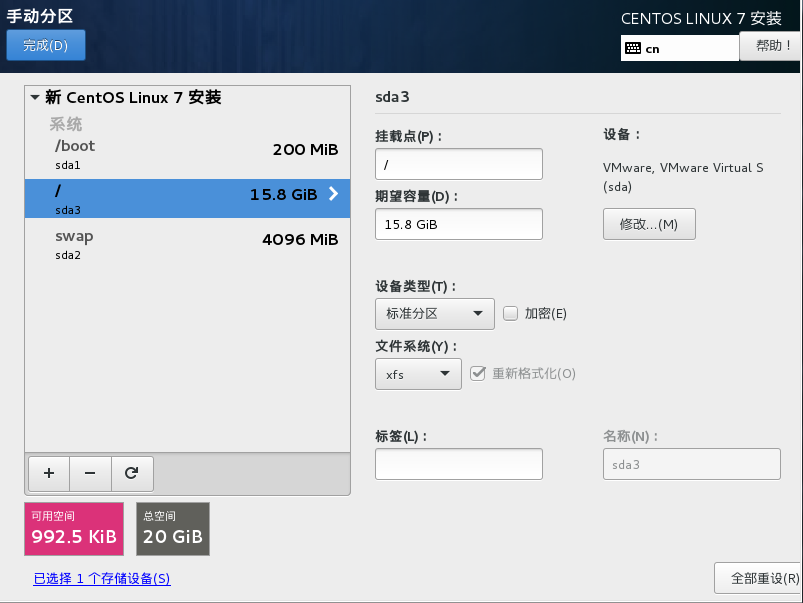 手动分区
CENTOS LINUX 7 安装
完成(D)
cn
帮助！
新 CentOS Linux 7 安装
系统
/boot
200 MiB
sda1
/
15.8 GiB
sda3
swap
4096 MiB
sda2
sda3
挂载点(P)：
/
期望容量(D)：
15.8 GiB
设备：
VMware, VMware Virtual S
(sda)
修改...(M)
设备类型(T)：
标准分区
加密(E)
文件系统(Y)：
xfs
重新格式化(O)
标签(L)：
名称(N)：
sda3
可用空间
992.5 KiB
总空间
20 GiB
已选择 1 个存储设备(S)
全部重设(R)